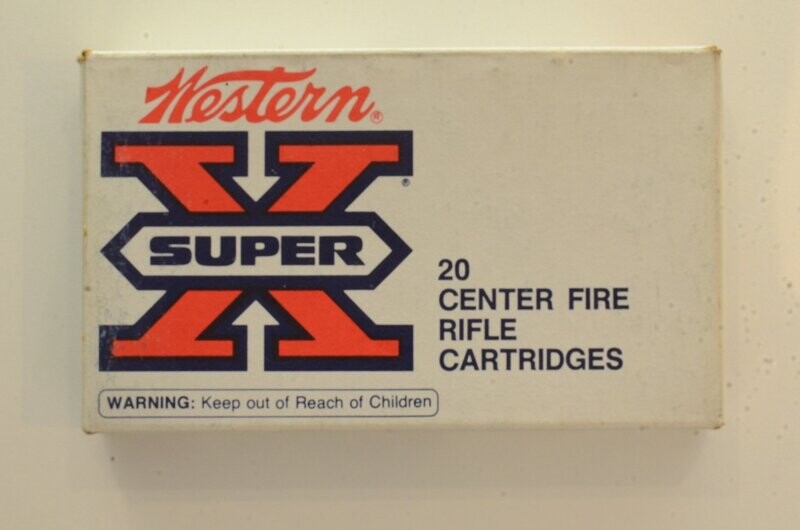 Western®
X®
SUPER
20
CENTER FIRE
RIFLE
CARTRIDGES
WARNING: Keep out of Reach of Children